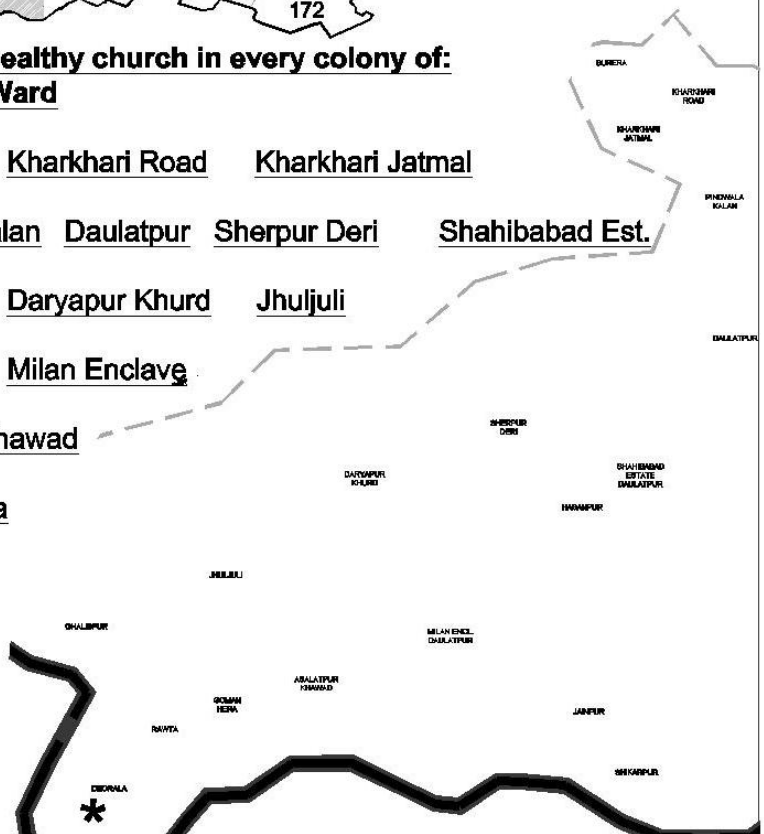 172
ealthy church in every colony of:
Ward
Kharkhari Road Kharkhari Jatmal
lan Daulatpur Sherpur Deri Shahibabad Est.
Daryapur Khurd Jhuljuli
Milan Enclave
hawad
a
BURERA
KHARKHARI
ROAD
KHARKHARI
JATMAL
PINDWALA
KALAN
DAULATPUR
SHERPUR
DERI
SHAHIBABAD
ESTATE
DAULATPUR
DARYAPUR
KHURD
HASANPUR
JHULJULI
GHALIBPUR
MILAN ENCL.
DAULATPUR
ASALATPUR
KHAWAD
GUMAN
HERA
JAINPUR
RAWTA
SHIKARPUR
DEORALA
*